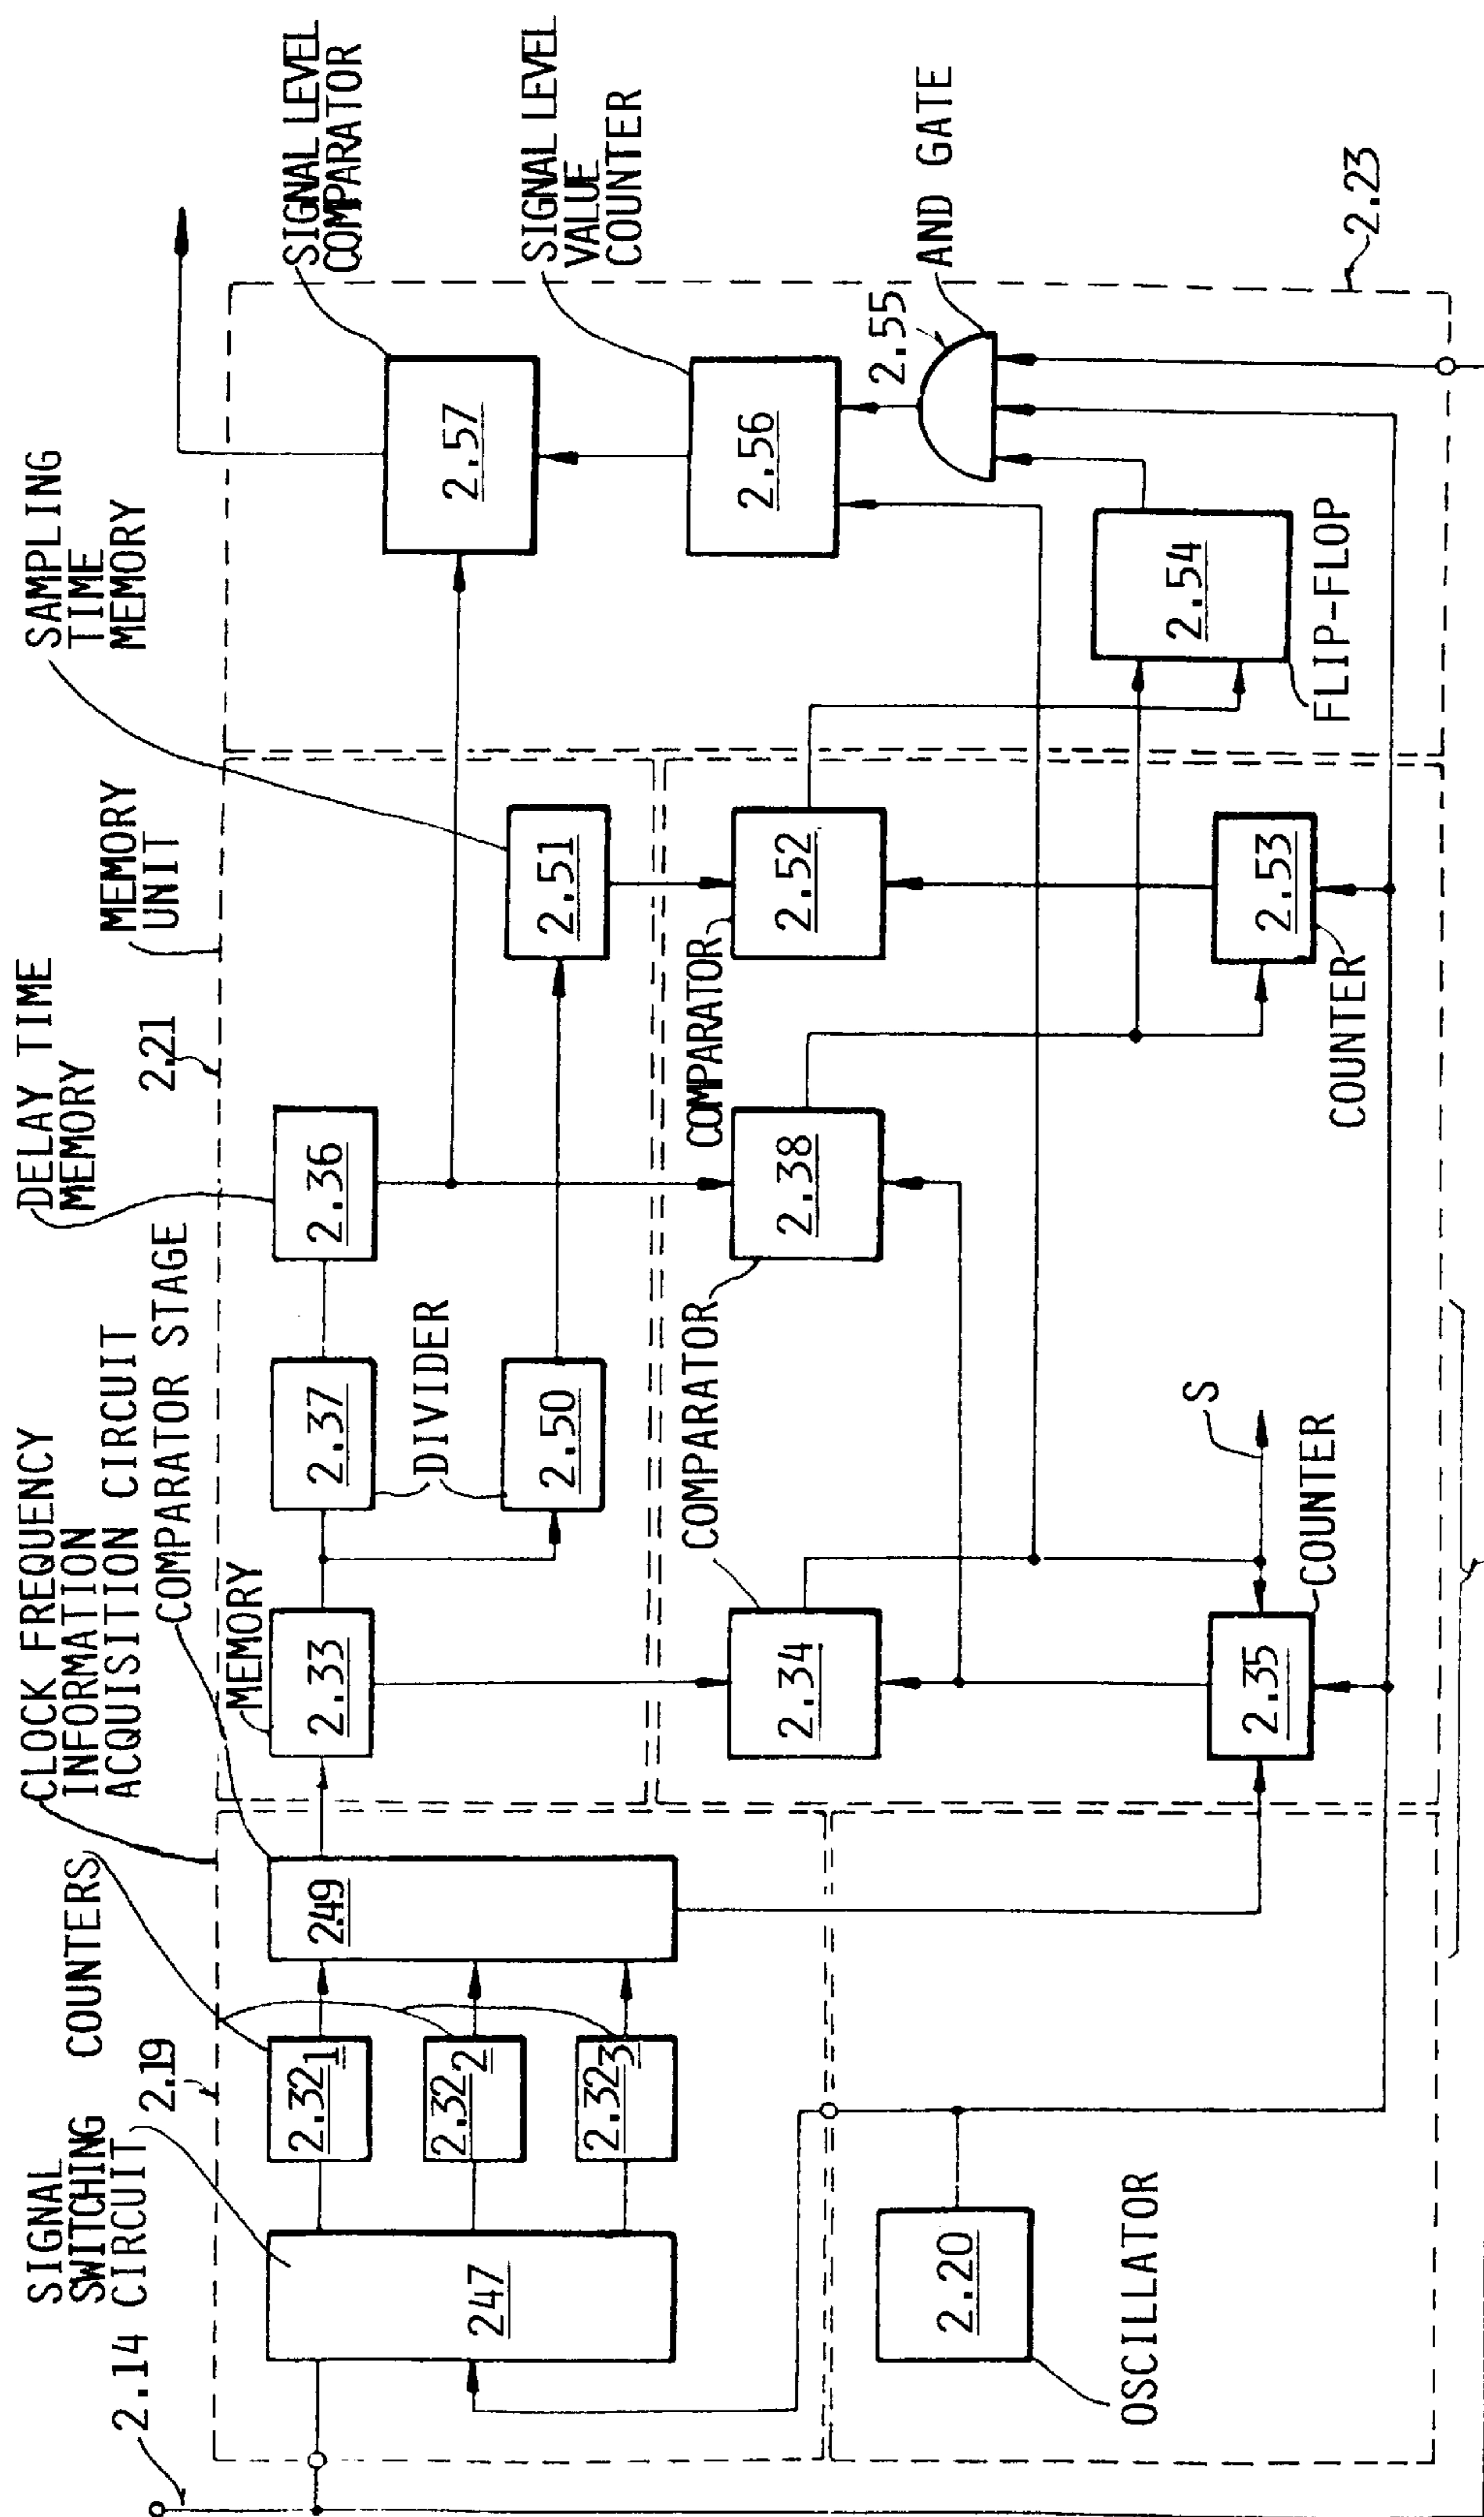 SIGNAL
SWITCHING
CIRCUIT
2.14
2.19
COUNTERS
CLOCK FREQUENCY
INFORMATION
ACQUISITION CIRCUIT
COMPARATOR STAGE
DELAY TIME
MEMORY
2.21
MEMORY
UNIT
SAMPLING
TIME
MEMORY
SIGNAL LEVEL
COMPARATOR
SIGNAL LEVEL
VALUE
COUNTER
AND GATE
2.23
247
2.32₁
2.32₂
2.32₃
249
MEMORY
2.33
2.37
2.36
DIVIDER
2.50
2.51
2.57
2.56
2.55
COMPARATOR
2.34
2.38
COMPARATOR
2.52
2.54
FLIP-FLOP
2.20
OSCILLATOR
2.35
COUNTER
S
2.53
COUNTER